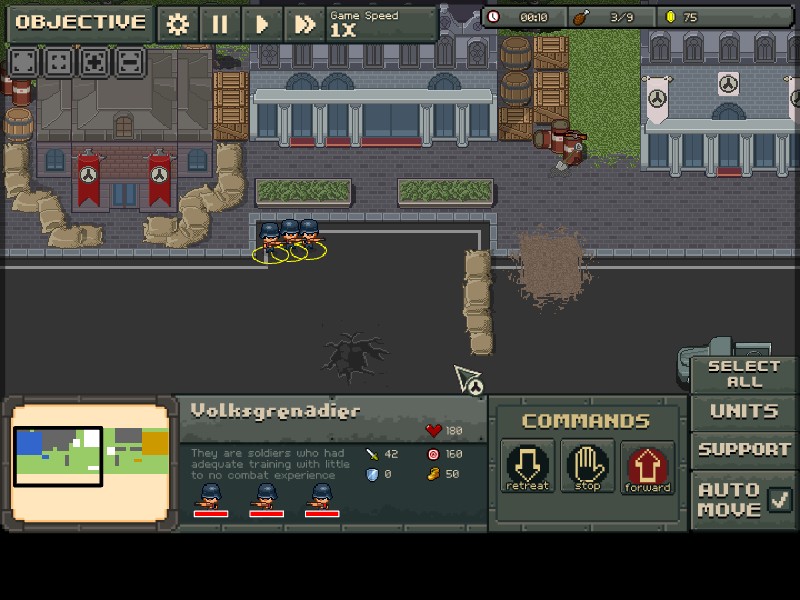 OBJECTIVE
Game Speed
1X
00:10
3/9
75
Volksgrenadier
180
They are soldiers who had
adequate training with little
to no combat experience
42
160
0
50
COMMANDS
retreat
stop
forward
SELECT
ALL
UNITS
SUPPORT
AUTO
MOVE